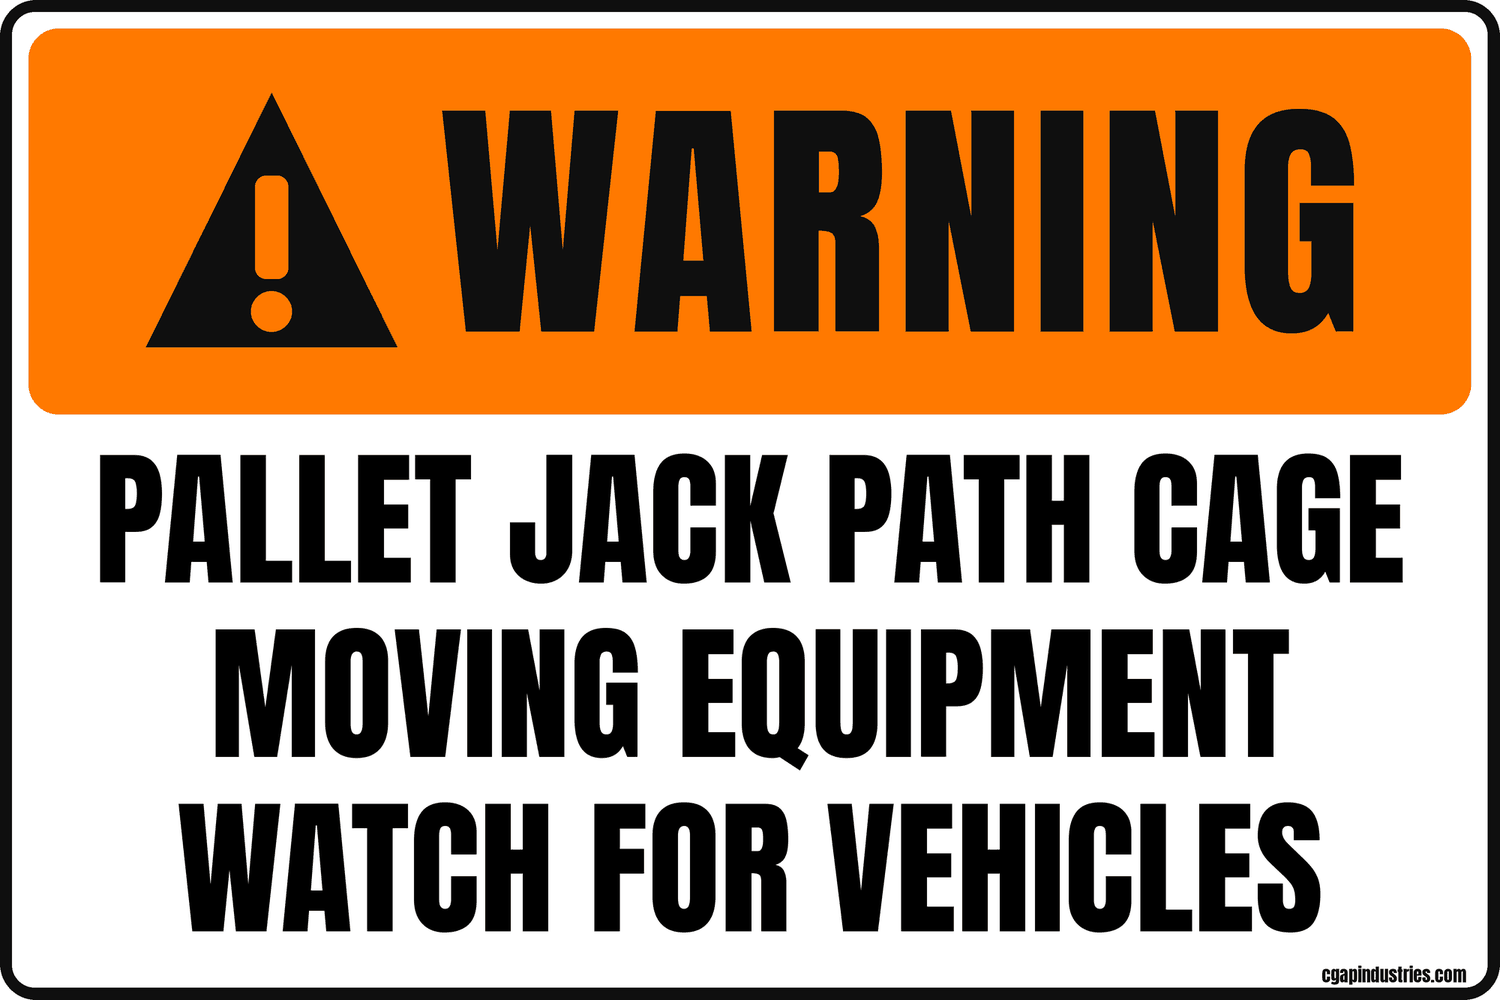 WARNING
PALLET JACK PATH CAGE
MOVING EQUIPMENT
WATCH FOR VEHICLES
cgapindustries.com